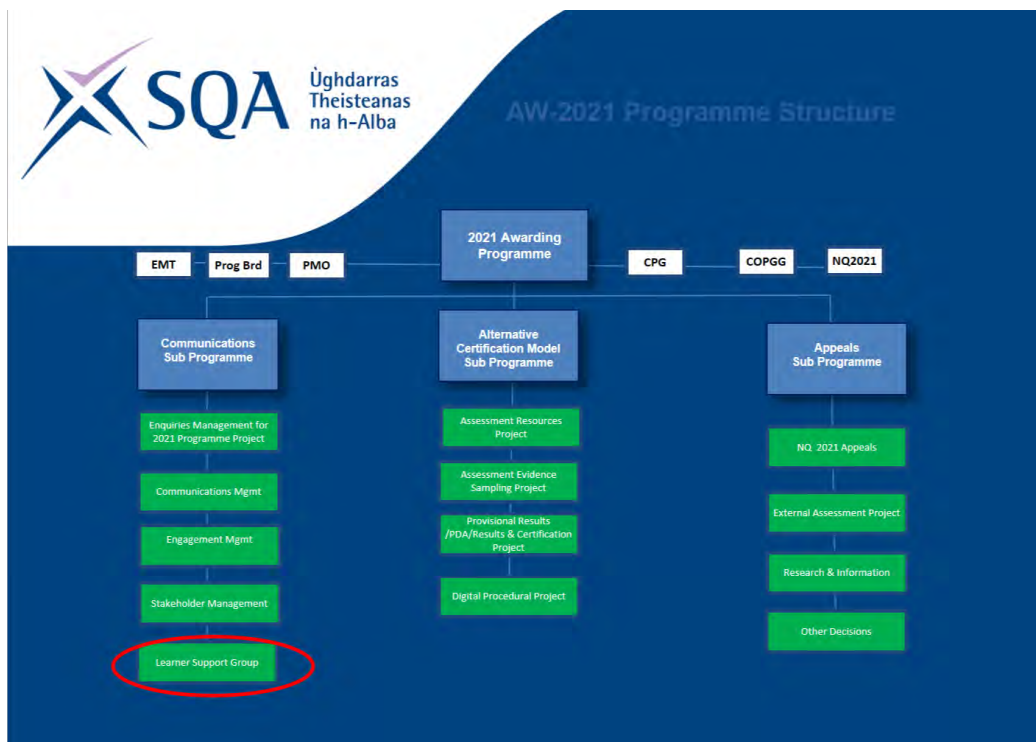 SQA
Ùghdarras
Theisteanas
na h-Alba
AW-2021 Programme Structure
2021 Awarding
Programme
EMT
Prog Brd
PMO
CPG
COPGG
NQ2021
Communications
Sub Programme
Enquiries Management for
2021 Programme Project
Communications Mgmt
Engagement Mgmt
Stakeholder Management
Learner Support Group
Alternative
Certification Model
Sub Programme
Assessment Resources
Project
Assessment Evidence
Sampling Project
Provisional Results
/PDA/Results & Certification
Project
Digital Procedural Project
Appeals
Sub Programme
NQ 2021 Appeals
External Assessment Project
Research & Information
Other Decisions